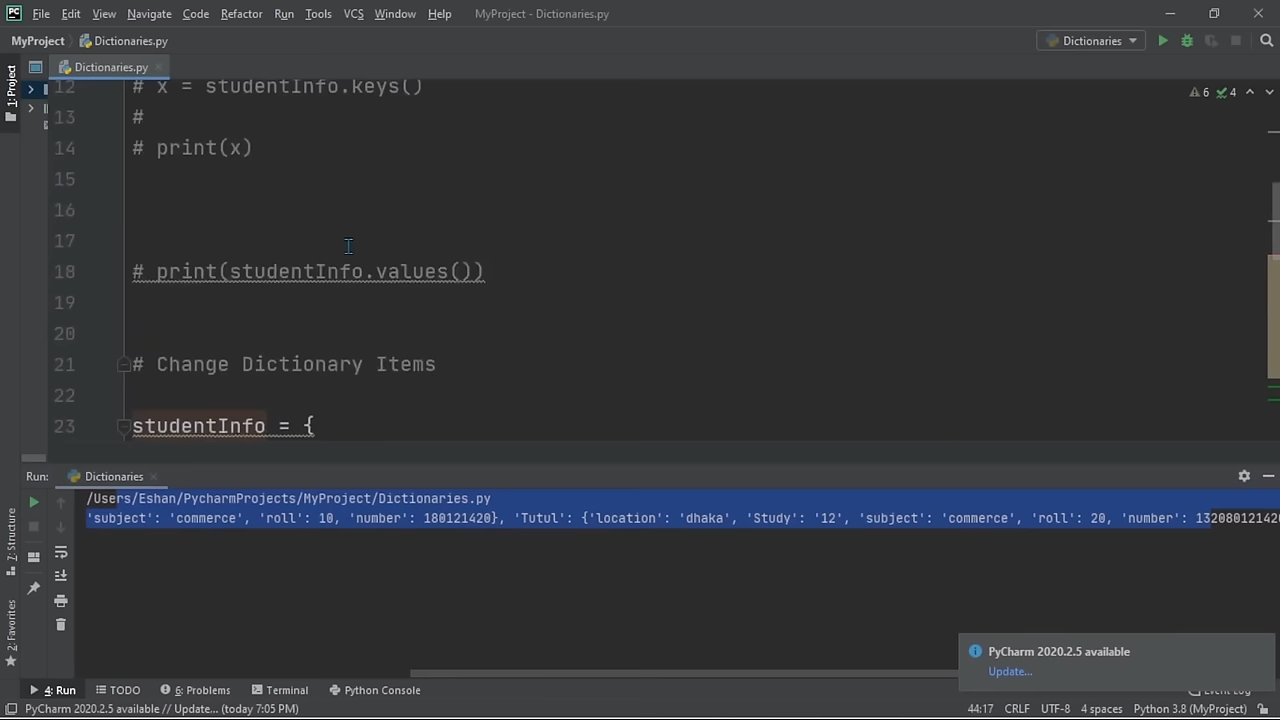 PC File Edit View Navigate Code Refactor Run Tools VCS Window Help MyProject - Dictionaries.py
MyProject Dictionaries.py Dictionaries
1: Project Dictionaries.py
12 # x = studentInfo.keys() 6 4
13 #
14 # print(x)
15
16
17
18 # print(studentInfo.values())
19
20
21 # Change Dictionary Items
22
23 studentInfo = {
Run: Dictionaries
/Users/Eshan/PycharmProjects/MyProject/Dictionaries.py
'subject': 'commerce', 'roll': 10, 'number': 180121420}, 'Tutul': {'location': 'dhaka', 'Study': '12', 'subject': 'commerce', 'roll': 20, 'number': 132080121420
7: Structure
2: Favorites
PyCharm 2020.2.5 available
Update...
4: Run TODO 6: Problems Terminal Python Console Event Log
PyCharm 2020.2.5 available // Update... (today 7:05 PM) 44:17 CRLF UTF-8 4 spaces Python 3.8 (MyProject)